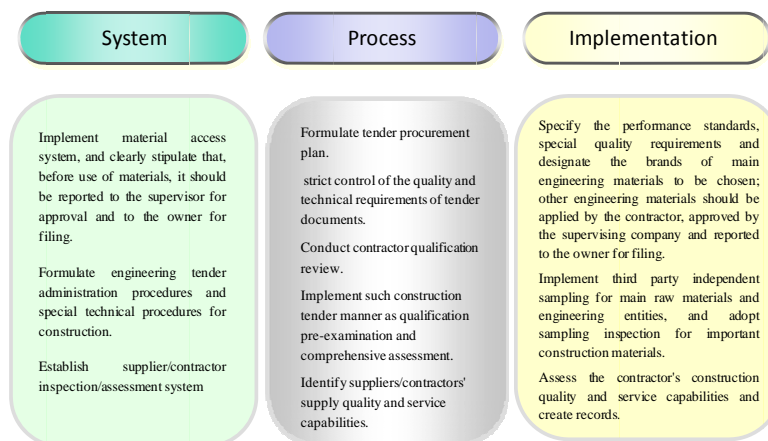 System
Process
Implementation
Implement material access
system, and clearly stipulate that,
before use of materials, it should
be reported to the supervisor for
approval and to the owner for
filing.
Formulate engineering tender
administration procedures and
special technical procedures for
construction.
Establish supplier/contractor
inspection/assessment system
Formulate tender procurement
plan.
strict control of the quality and
technical requirements of tender
documents.
Conduct contractor qualification
review.
Implement such construction
tender manner as qualification
pre-examination and
comprehensive assessment.
Identify suppliers/contractors'
supply quality and service
capabilities.
Specify the performance standards,
special quality requirements and
designate the brands of main
engineering materials to be chosen;
other engineering materials should be
applied by the contractor, approved by
the supervising company and reported
to the owner for filing.
Implement third party independent
sampling for main raw materials and
engineering entities, and adopt
sampling inspection for important
construction materials.
Assess the contractor's construction
quality and service capabilities and
create records.